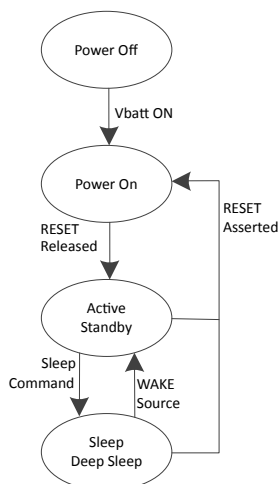 Power Off
Vbatt ON
Power On
RESET
Released
RESET
Asserted
Active
Standby
Sleep
Command
WAKE
Source
Sleep
Deep Sleep